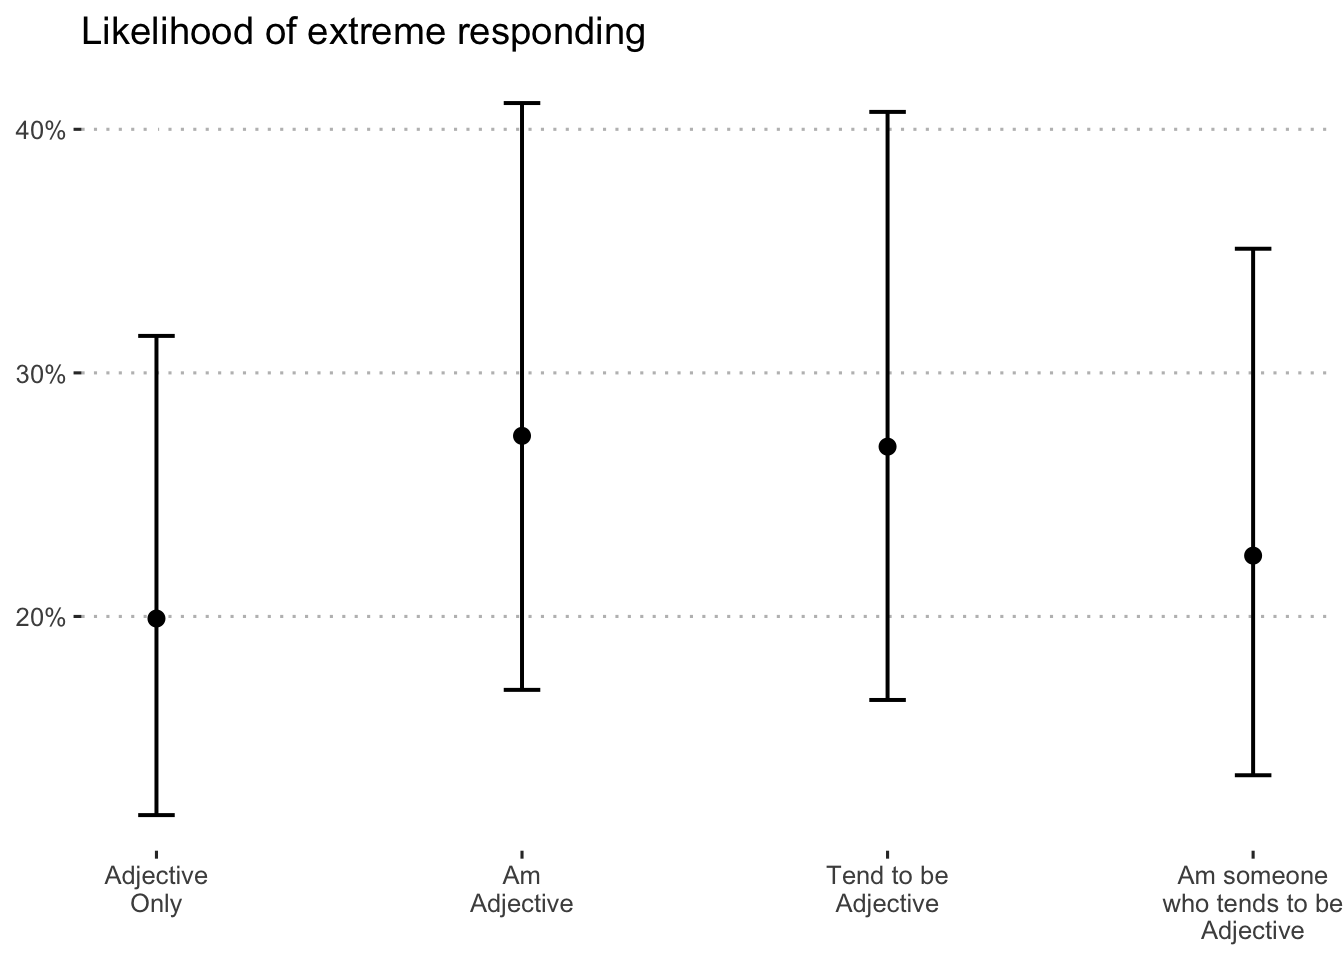 Likelihood of extreme responding
40%
30%
20%
Adjective
Only
Am
Adjective
Tend to be
Adjective
Am someone
who tends to be
Adjective